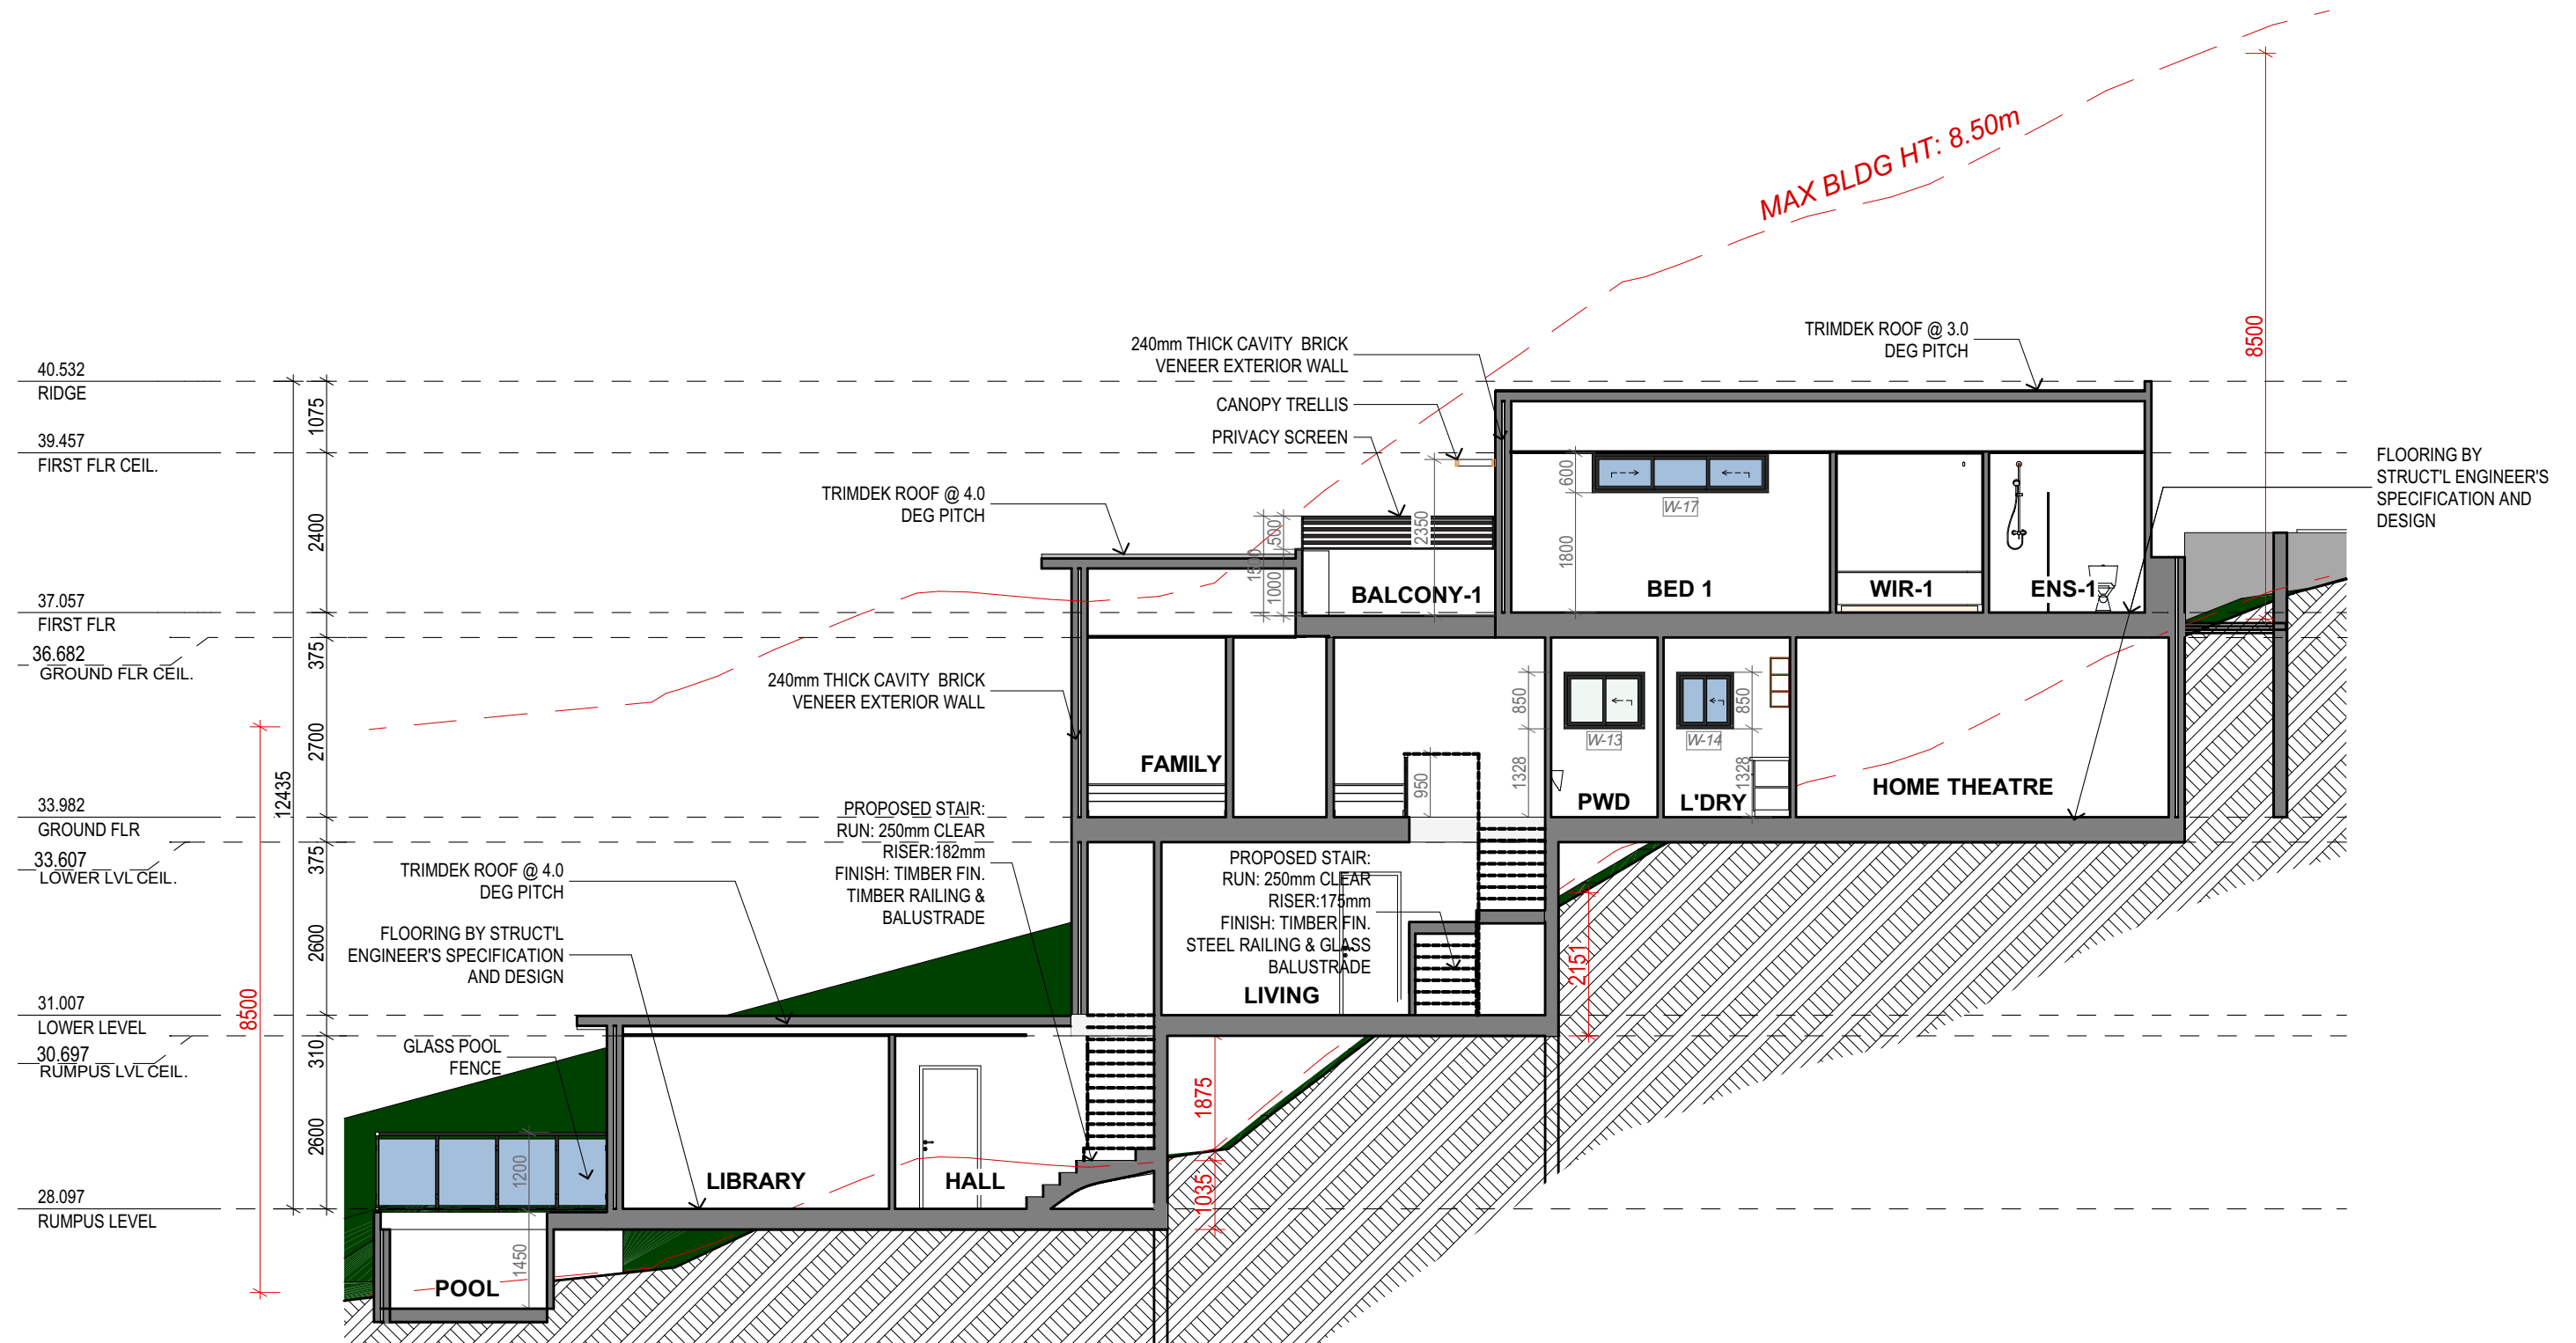 MAX BLDG HT: 8.50m
8500
TRIMDEK ROOF @ 3.0
DEG PITCH
240mm THICK CAVITY BRICK
VENEER EXTERIOR WALL
CANOPY TRELLIS
PRIVACY SCREEN
TRIMDEK ROOF @ 4.0
DEG PITCH
FLOORING BY
STRUCT'L ENGINEER'S
SPECIFICATION AND
DESIGN
40.532
RIDGE
39.457
FIRST FLR CEIL.
37.057
FIRST FLR
36.682
GROUND FLR CEIL.
33.982
GROUND FLR
33.607
LOWER LVL CEIL.
31.007
LOWER LEVEL
30.697
RUMPUS LVL CEIL.
28.097
RUMPUS LEVEL
1075
2400
375
2700
375
2600
310
2600
12435
8500
600
1800
W-17
2350
500
1500
1000
BALCONY-1
BED 1
WIR-1
ENS-1
240mm THICK CAVITY BRICK
VENEER EXTERIOR WALL
FAMILY
950
850
1328
W-13
PWD
W-14
850
1328
L'DRY
HOME THEATRE
PROPOSED STAIR:
RUN: 250mm CLEAR
RISER:182mm
FINISH: TIMBER FIN.
TIMBER RAILING &
BALUSTRADE
PROPOSED STAIR:
RUN: 250mm CLEAR
RISER:175mm
FINISH: TIMBER FIN.
STEEL RAILING & GLASS
BALUSTRADE
LIVING
2151
TRIMDEK ROOF @ 4.0
DEG PITCH
FLOORING BY STRUCT'L
ENGINEER'S SPECIFICATION
AND DESIGN
GLASS POOL
FENCE
1875
1035
1200
1450
LIBRARY
HALL
POOL